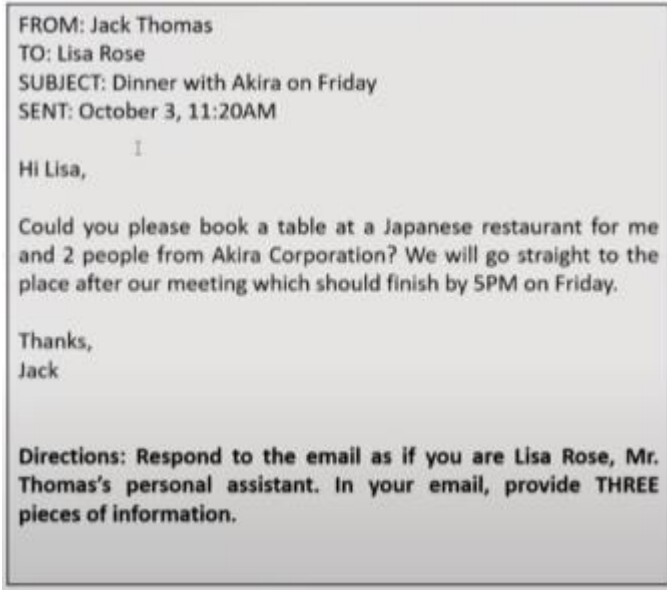 FROM: Jack Thomas
TO: Lisa Rose
SUBJECT: Dinner with Akira on Friday
SENT: October 3, 11:20AM
Hi Lisa,
Could you please book a table at a Japanese restaurant for me
and 2 people from Akira Corporation? We will go straight to the
place after our meeting which should finish by 5PM on Friday.
Thanks,
Jack
Directions: Respond to the email as if you are Lisa Rose, Mr.
Thomas's personal assistant. In your email, provide THREE
pieces of information.